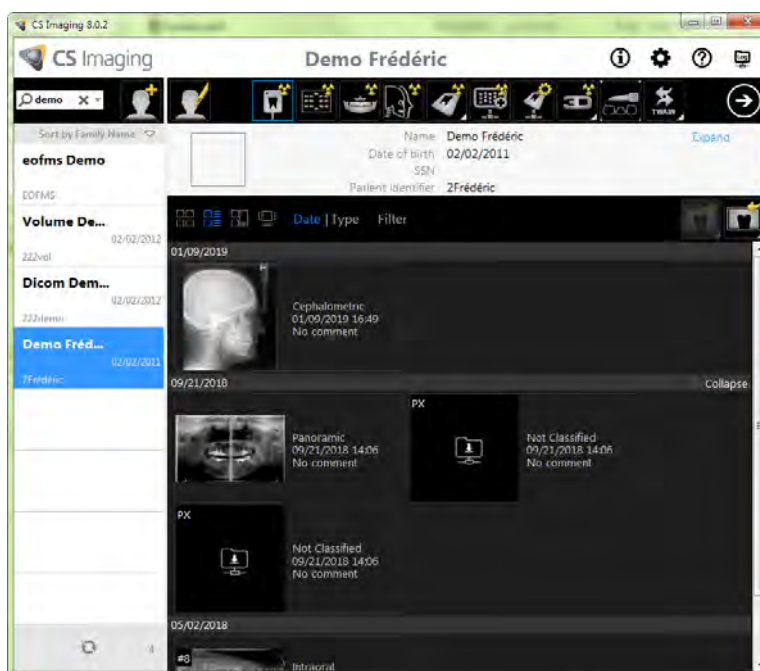 CS Imaging 8.0.2
CS Imaging
Demo Frédéric
Log
demo
TWAIN
Sort by Family Name
eofms Demo
EOFMS
Volume De...
02/02/2012
222vol
Dicom Dem...
02/02/2012
222demo
Demo Fréd...
02/02/2011
2Frédéric
Name Demo Frédéric
Expand
Date of birth 02/02/2011
SSN
Patient identifier 2Frédéric
Date | Type Filter
01/09/2019
Cephalometric
01/09/2019 16:49
No comment
09/21/2018
Collapse
Panoramic
09/21/2018 14:06
No comment
PX
Not Classified
09/21/2018 14:06
No comment
PX
Not Classified
09/21/2018 14:06
No comment
05/02/2018
#8
Intraoral
4